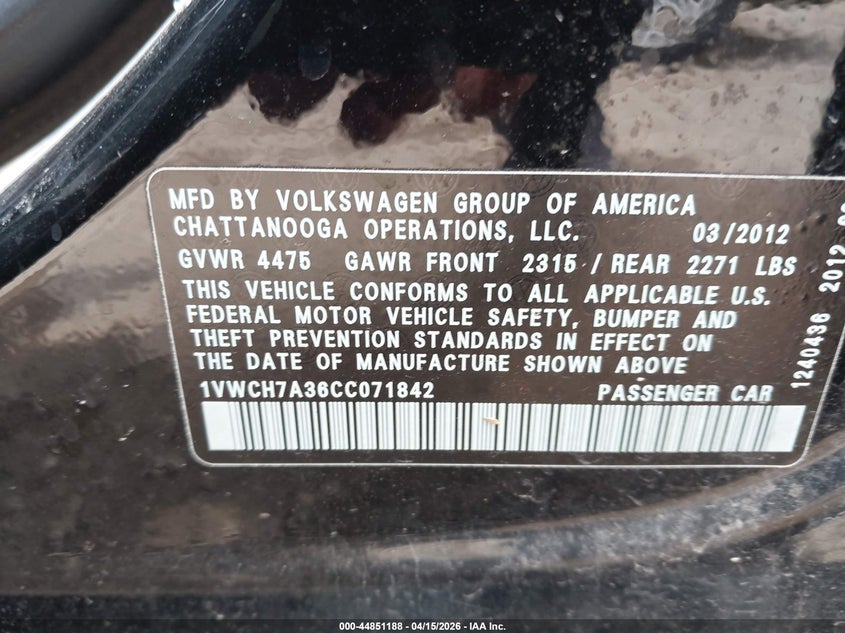 MFD BY VOLKSWAGEN GROUP OF AMERICA
CHATTANOOGA OPERATIONS, LLC. 03/2012
GVWR 4475 GAWR FRONT 2315 / REAR 2271 LBS
THIS VEHICLE CONFORMS TO ALL APPLICABLE U.S.
FEDERAL MOTOR VEHICLE SAFETY, BUMPER AND
THEFT PREVENTION STANDARDS IN EFFECT ON
THE DATE OF MANUFACTURE SHOWN ABOVE
1VWCH7A36CC071842 PASSENGER CAR
1240436 2012
000-44851188 - 04/15/2026 - IAA Inc.